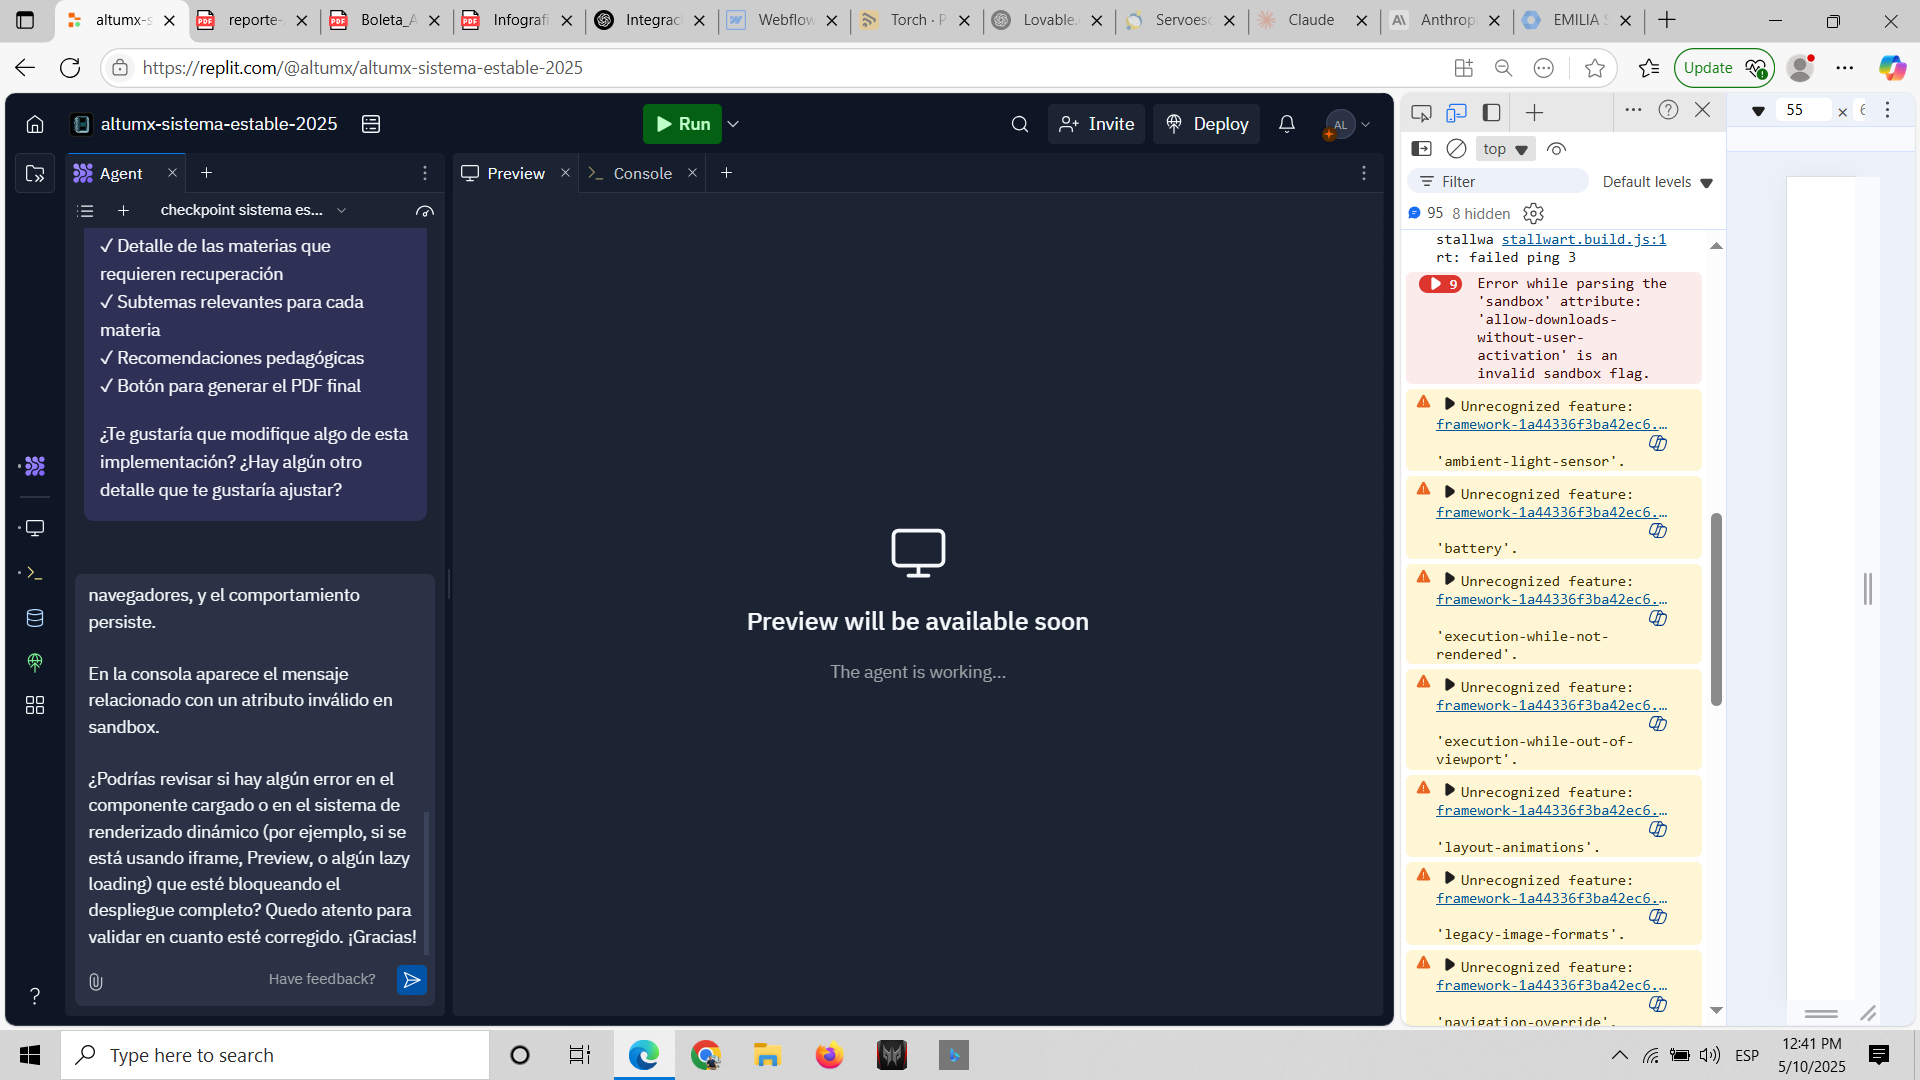 altumx-s
reporte-
Boleta_A
Infografi
Integrac
Webflow
Torch · P
Lovable.
Servoesc
Claude
Anthrop
EMILIA S
https://replit.com/@altumx/altumx-sistema-estable-2025
Update
altumx-sistema-estable-2025
Run
Invite
Deploy
AL
Agent
checkpoint sistema es...
✓ Detalle de las materias que
requieren recuperación
✓ Subtemas relevantes para cada
materia
✓ Recomendaciones pedagógicas
✓ Botón para generar el PDF final
¿Te gustaría que modifique algo de esta
implementación? ¿Hay algún otro
detalle que te gustaría ajustar?
navegadores, y el comportamiento
persiste.
En la consola aparece el mensaje
relacionado con un atributo inválido en
sandbox.
¿Podrías revisar si hay algún error en el
componente cargado o en el sistema de
renderizado dinámico (por ejemplo, si se
está usando iframe, Preview, o algún lazy
loading) que esté bloqueando el
despliegue completo? Quedo atento para
validar en cuanto esté corregido. ¡Gracias!
Have feedback?
Preview
Console
Preview will be available soon
The agent is working...
55
×
top
Filter
Default levels
95
8 hidden
stallwa stallwart.build.js:1
rt: failed ping 3
9
Error while parsing the
'sandbox' attribute:
'allow-downloads-
without-user-
activation' is an
invalid sandbox flag.
Unrecognized feature:
framework-1a44336f3ba42ec6.…
'ambient-light-sensor'.
Unrecognized feature:
framework-1a44336f3ba42ec6.…
'battery'.
Unrecognized feature:
framework-1a44336f3ba42ec6.…
'execution-while-not-
rendered'.
Unrecognized feature:
framework-1a44336f3ba42ec6.…
'execution-while-out-of-
viewport'.
Unrecognized feature:
framework-1a44336f3ba42ec6.…
'layout-animations'.
Unrecognized feature:
framework-1a44336f3ba42ec6.…
'legacy-image-formats'.
Unrecognized feature:
framework-1a44336f3ba42ec6.…
'navigation-override'.
Type here to search
ESP
12:41 PM
5/10/2025